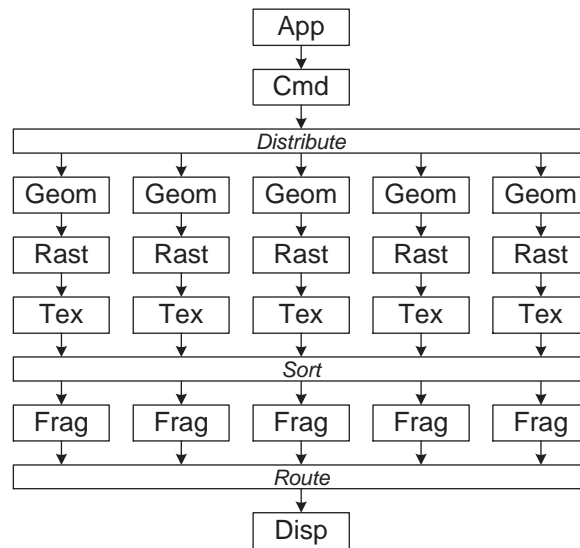 App
Cmd
Distribute
Geom Geom Geom Geom Geom
Rast Rast Rast Rast Rast
Tex Tex Tex Tex Tex
Sort
Frag Frag Frag Frag Frag
Route
Disp